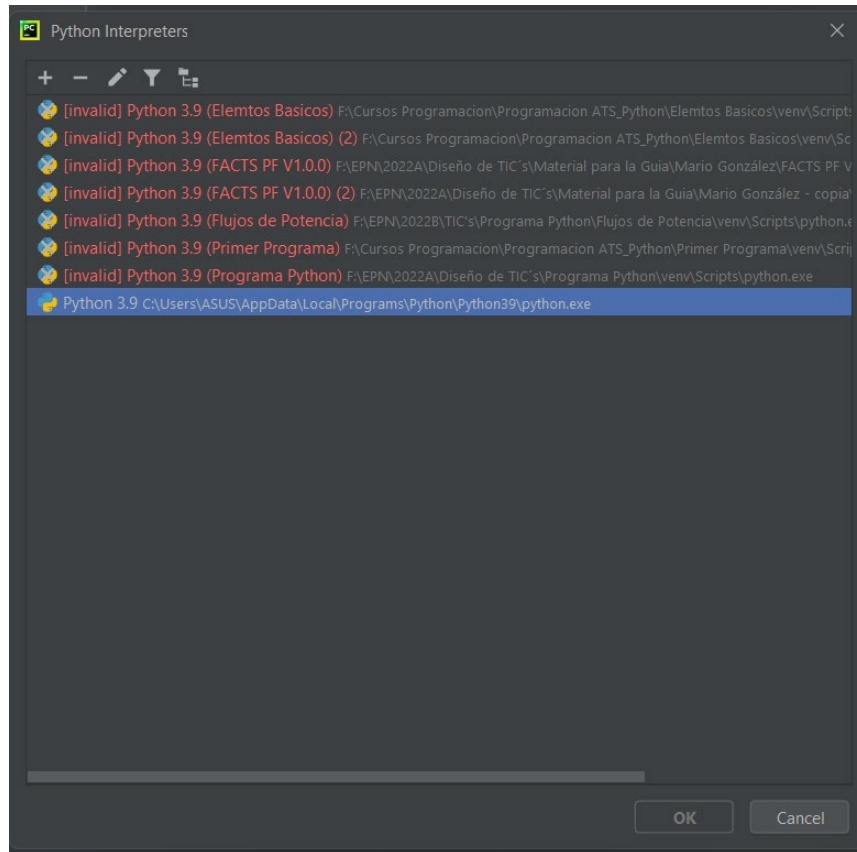 PC
Python Interpreters
[invalid] Python 3.9 (Elemtos Basicos) F:\Cursos Programacion\Programacion ATS_Python\Elemtos Basicos\venv\Scripts
[invalid] Python 3.9 (Elemtos Basicos) (2) F:\Cursos Programacion\Programacion ATS_Python\Elemtos Basicos\venv\Sc
[invalid] Python 3.9 (FACTS PF V1.0.0) F:\EPN\2022A\Diseño de TIC´s\Material para la Guia\Mario González\FACTS PF V
[invalid] Python 3.9 (FACTS PF V1.0.0) (2) F:\EPN\2022A\Diseño de TIC´s\Material para la Guia\Mario González - copia\
[invalid] Python 3.9 (Flujos de Potencia) F:\EPN\2022B\TIC's\Programa Python\Flujos de Potencia\venv\Scripts\python.e
[invalid] Python 3.9 (Primer Programa) F:\Cursos Programacion\Programacion ATS_Python\Primer Programa\venv\Scrip
[invalid] Python 3.9 (Programa Python) F:\EPN\2022A\Diseño de TIC´s\Programa Python\venv\Scripts\python.exe
Python 3.9 C:\Users\ASUS\AppData\Local\Programs\Python\Python39\python.exe
OK Cancel